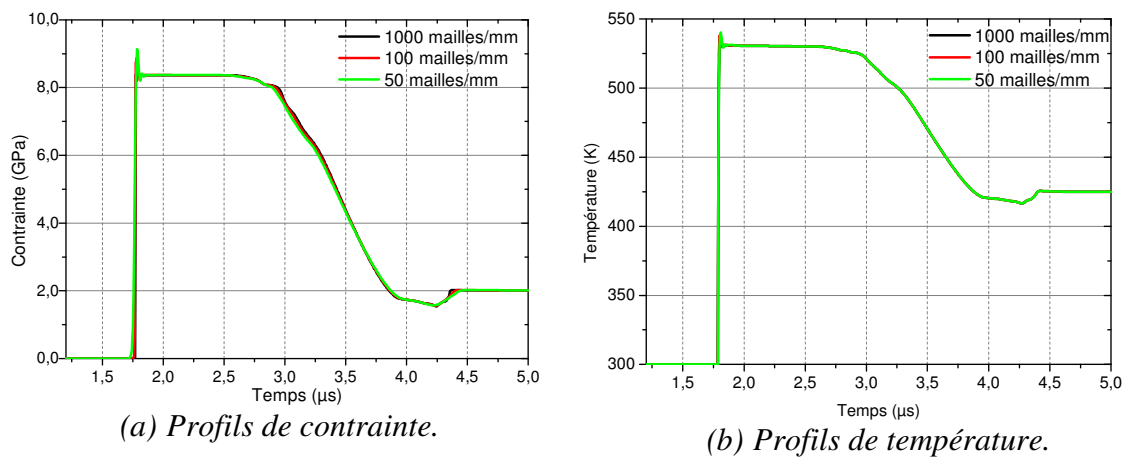 1000 mailles/mm
100 mailles/mm
50 mailles/mm
10,0
8,0
6,0
4,0
2,0
0,0
Contrainte (GPa)
1,5 2,0 2,5 3,0 3,5 4,0 4,5 5,0
Temps (µs)
(a) Profils de contrainte.
1000 mailles/mm
100 mailles/mm
50 mailles/mm
550
500
450
400
350
300
Température (K)
1,5 2,0 2,5 3,0 3,5 4,0 4,5 5,0
Temps (µs)
(b) Profils de température.